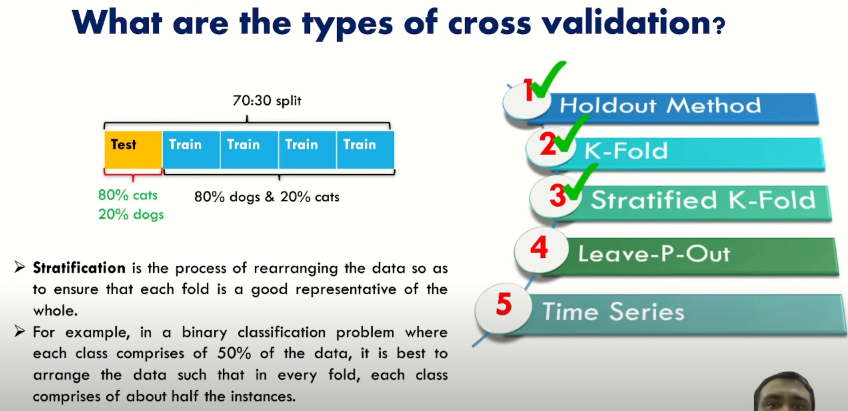 What are the types of cross validation?
70:30 split
Test Train Train Train Train
80% cats
20% dogs
80% dogs & 20% cats
➢ Stratification is the process of rearranging the data so as
to ensure that each fold is a good representative of the
whole.
➢ For example, in a binary classification problem where
each class comprises of 50% of the data, it is best to
arrange the data such that in every fold, each class
comprises of about half the instances.
1 Holdout Method
2 K-Fold
3 Stratified K-Fold
4 Leave-P-Out
5 Time Series